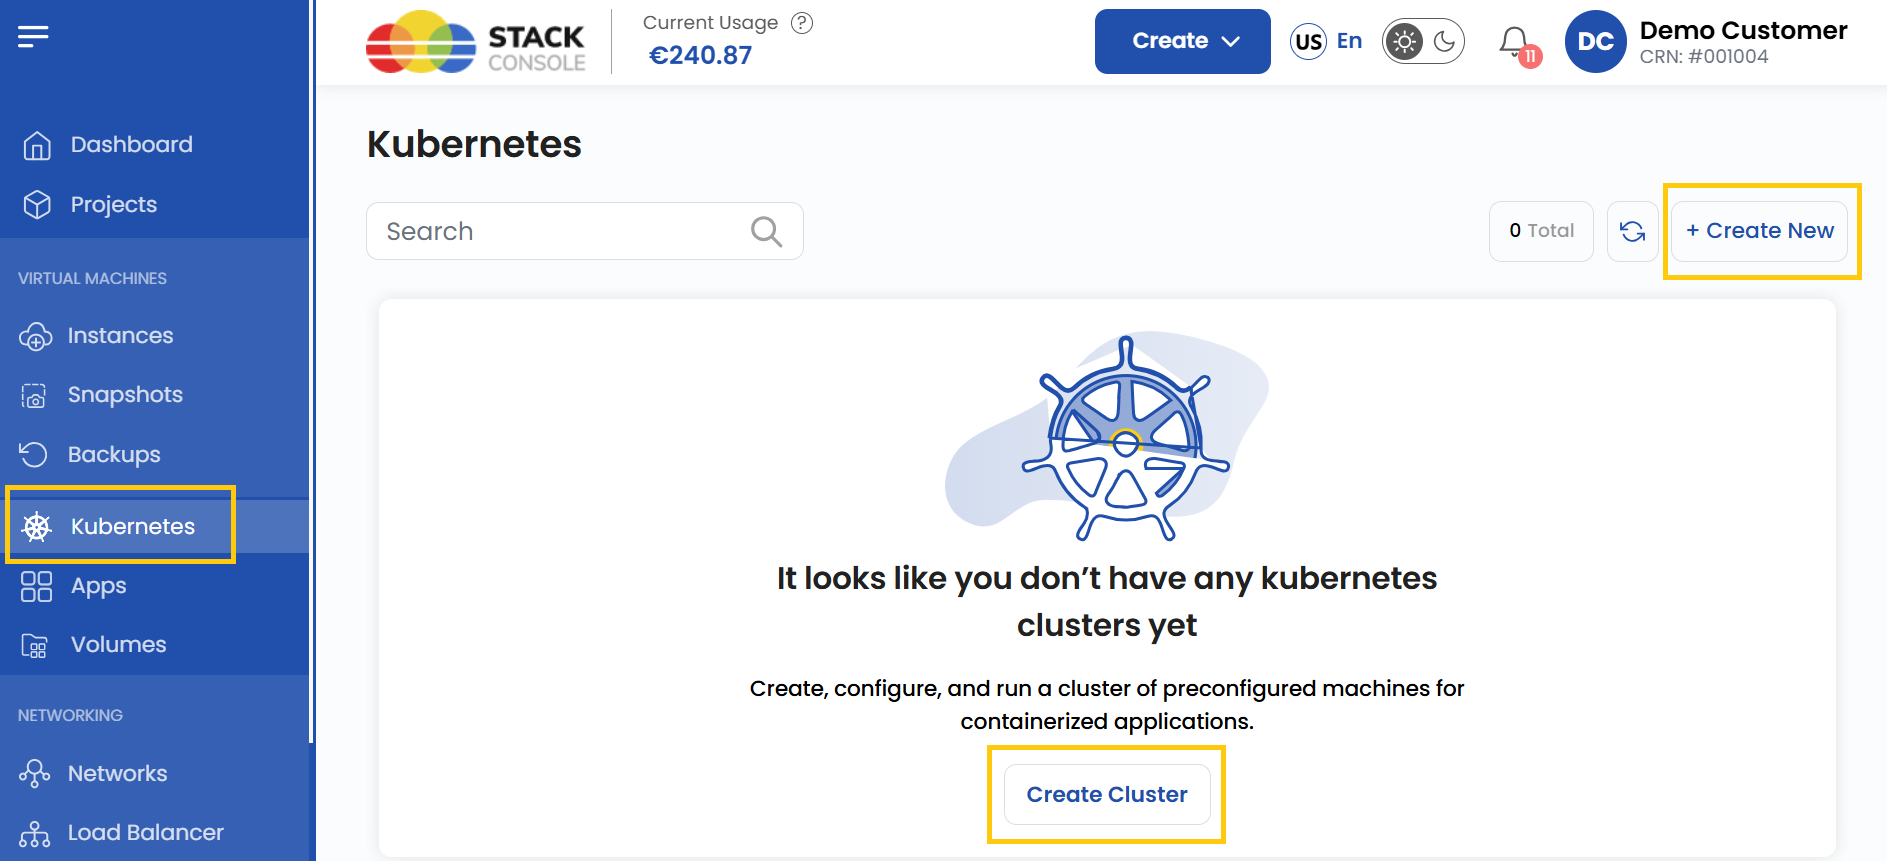 STACK
CONSOLE
Current Usage ?
€240.87
Create
US En
11
DC
Demo Customer
CRN: #001004
Dashboard
Projects
VIRTUAL MACHINES
Instances
Snapshots
Backups
Kubernetes
Apps
Volumes
NETWORKING
Networks
Load Balancer
Kubernetes
Search
0 Total
+ Create New
It looks like you don’t have any kubernetes
clusters yet
Create, configure, and run a cluster of preconfigured machines for
containerized applications.
Create Cluster